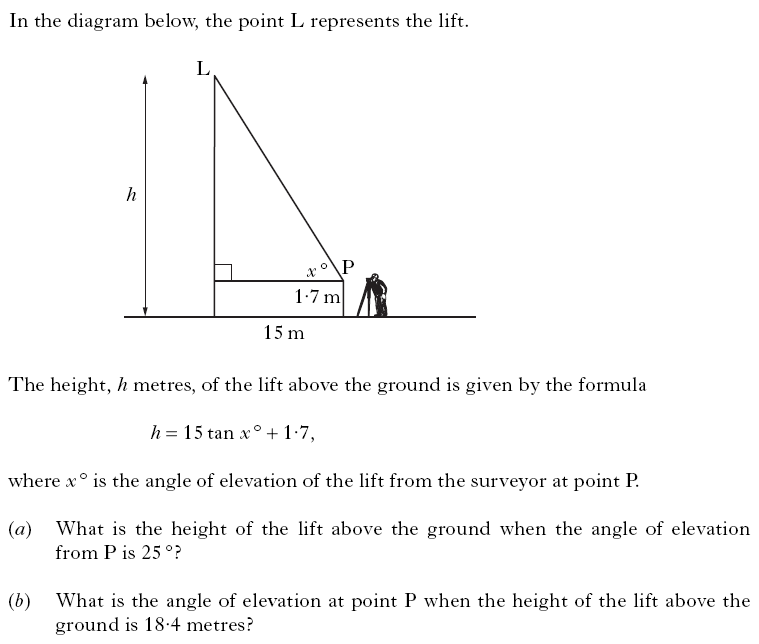 In the diagram below, the point L represents the lift.
L
h
x° P
1·7 m
15 m
The height, h metres, of the lift above the ground is given by the formula
h = 15 tan x° + 1·7,
where x° is the angle of elevation of the lift from the surveyor at point P.
(a) What is the height of the lift above the ground when the angle of elevation
from P is 25 °?
(b) What is the angle of elevation at point P when the height of the lift above the
ground is 18·4 metres?